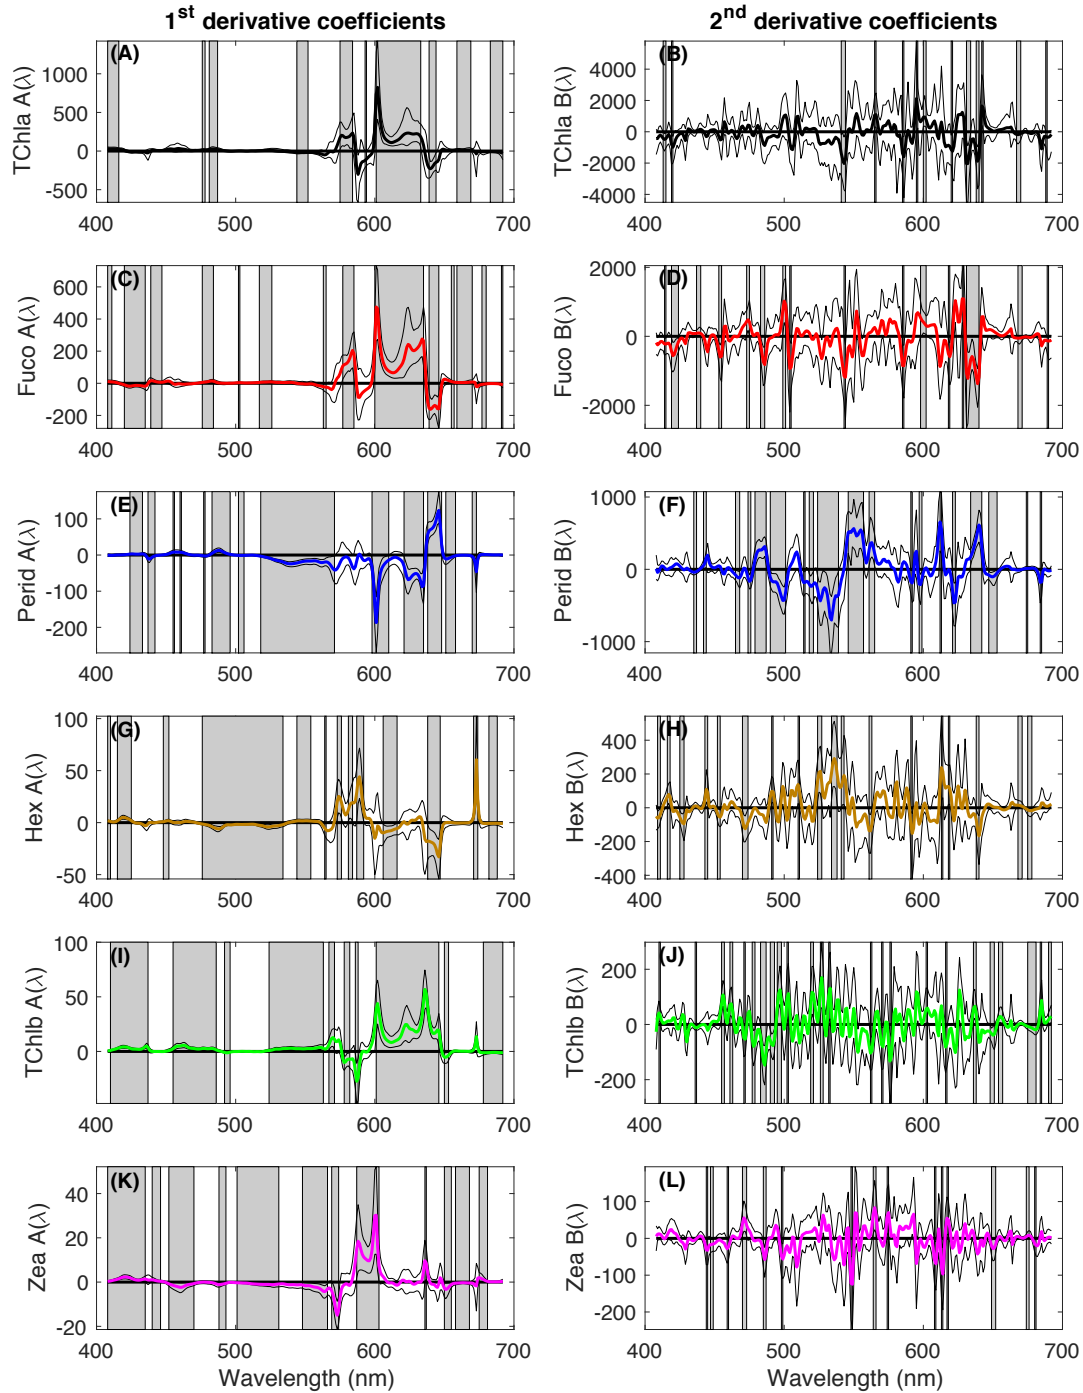 1st derivative coefficients
2nd derivative coefficients
(A)
TChla A(λ)
1000
500
0
-500
400 500 600 700
(B)
TChla B(λ)
4000
2000
0
-2000
-4000
400 500 600 700
(C)
Fuco A(λ)
600
400
200
0
-200
400 500 600 700
(D)
Fuco B(λ)
2000
0
-2000
400 500 600 700
(E)
Perid A(λ)
100
0
-100
-200
400 500 600 700
(F)
Perid B(λ)
1000
0
-1000
400 500 600 700
(G)
Hex A(λ)
100
50
0
-50
400 500 600 700
(H)
Hex B(λ)
400
200
0
-200
-400
400 500 600 700
(I)
TChlb A(λ)
100
50
0
400 500 600 700
(J)
TChlb B(λ)
200
0
-200
400 500 600 700
(K)
Zea A(λ)
40
20
0
-20
400 500 600 700
Wavelength (nm)
(L)
Zea B(λ)
100
0
-100
-200
400 500 600 700
Wavelength (nm)